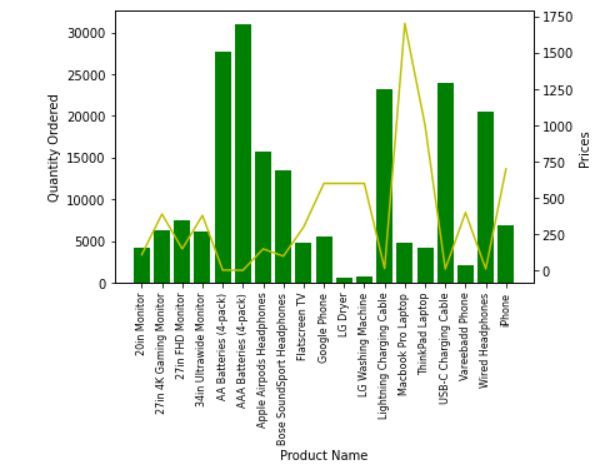 30000
25000
20000
15000
10000
5000
0
Quantity Ordered
1750
1500
1250
1000
750
500
250
0
Prices
20in Monitor
27in 4K Gaming Monitor
27in FHD Monitor
34in Ultrawide Monitor
AA Batteries (4-pack)
AAA Batteries (4-pack)
Apple Airpods Headphones
Bose SoundSport Headphones
Flatscreen TV
Google Phone
LG Dryer
LG Washing Machine
Lightning Charging Cable
Macbook Pro Laptop
ThinkPad Laptop
USB-C Charging Cable
Vareebadd Phone
Wired Headphones
iPhone
Product Name